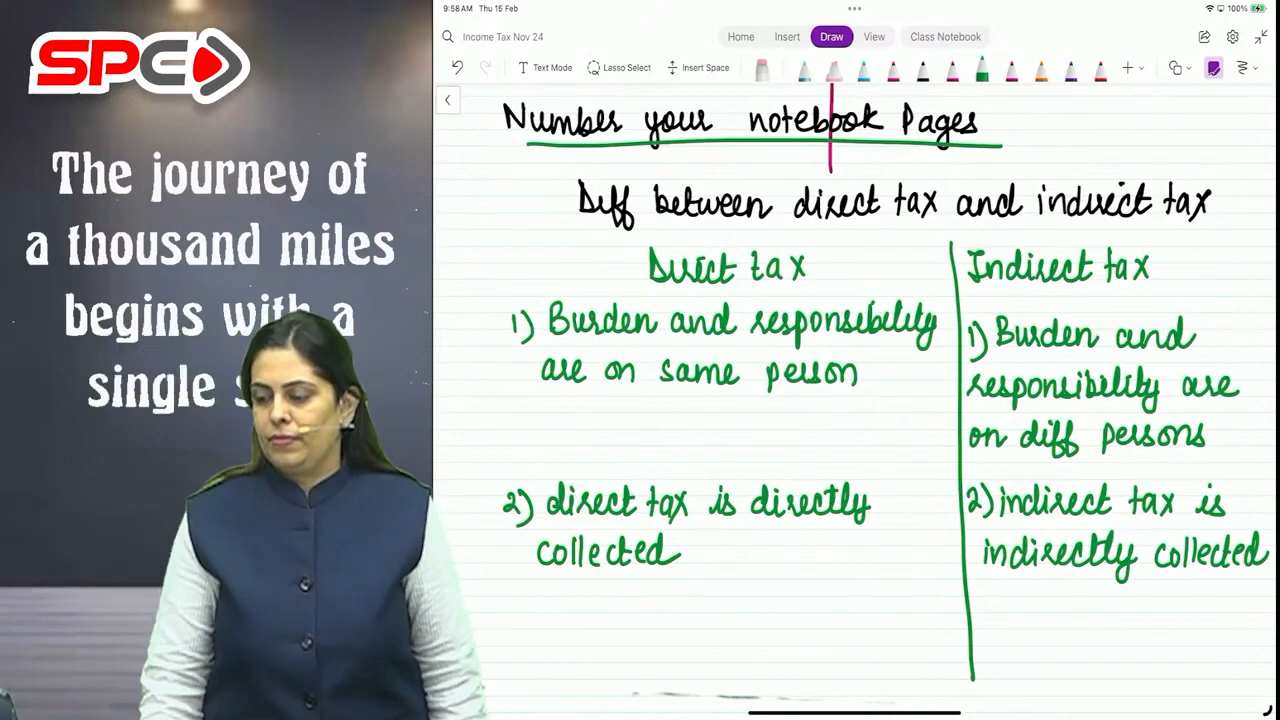 SPC
The journey of
a thousand miles
begins with a
single
9:58 AM Thu 15 Feb
100%
Income Tax Nov 24
Home Insert Draw View Class Notebook
Text Mode Lasso Select Insert Space
Number your notebook Pages
Diff between direct tax and indirect tax
Direct tax
1) Burden and responsibility
are on same person
2) direct tax is directly
collected
Indirect tax
1) Burden and
responsibility are
on diff persons
2) indirect tax is
indirectly collected